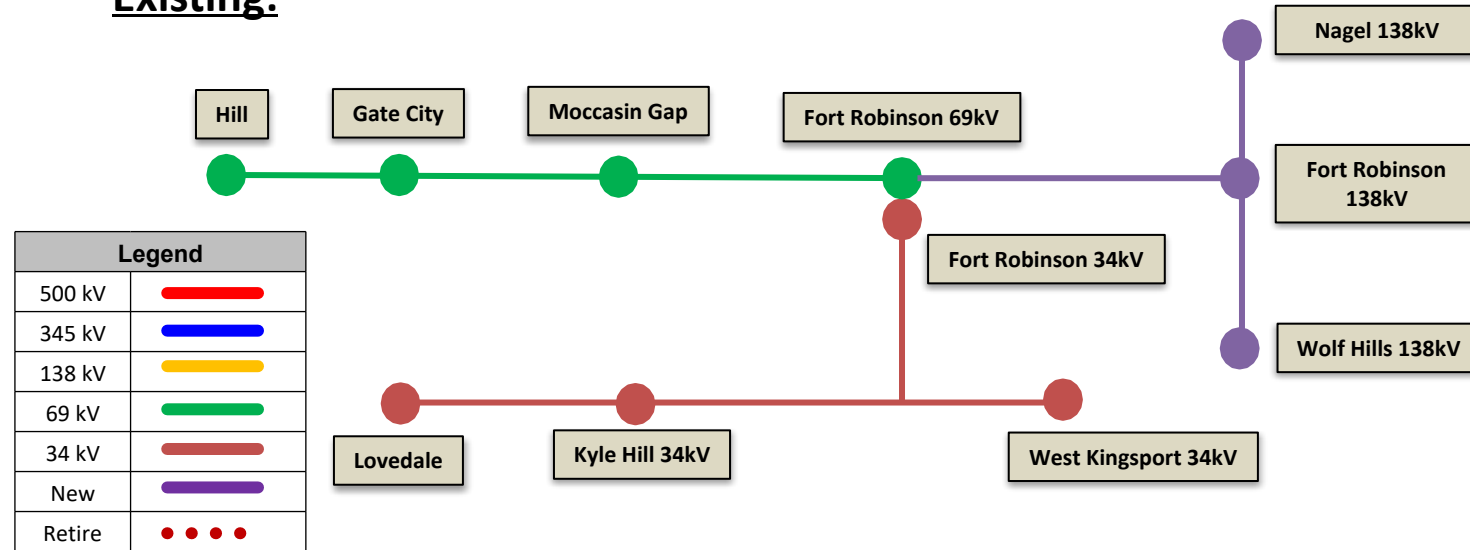 Existing:
Nagel 138kV
Hill
Gate City
Moccasin Gap
Fort Robinson 69kV
Fort Robinson
138kV
Fort Robinson 34kV
Wolf Hills 138kV
Lovedale
Kyle Hill 34kV
West Kingsport 34kV
Legend
500 kV
345 kV
138 kV
69 kV
34 kV
New
Retire